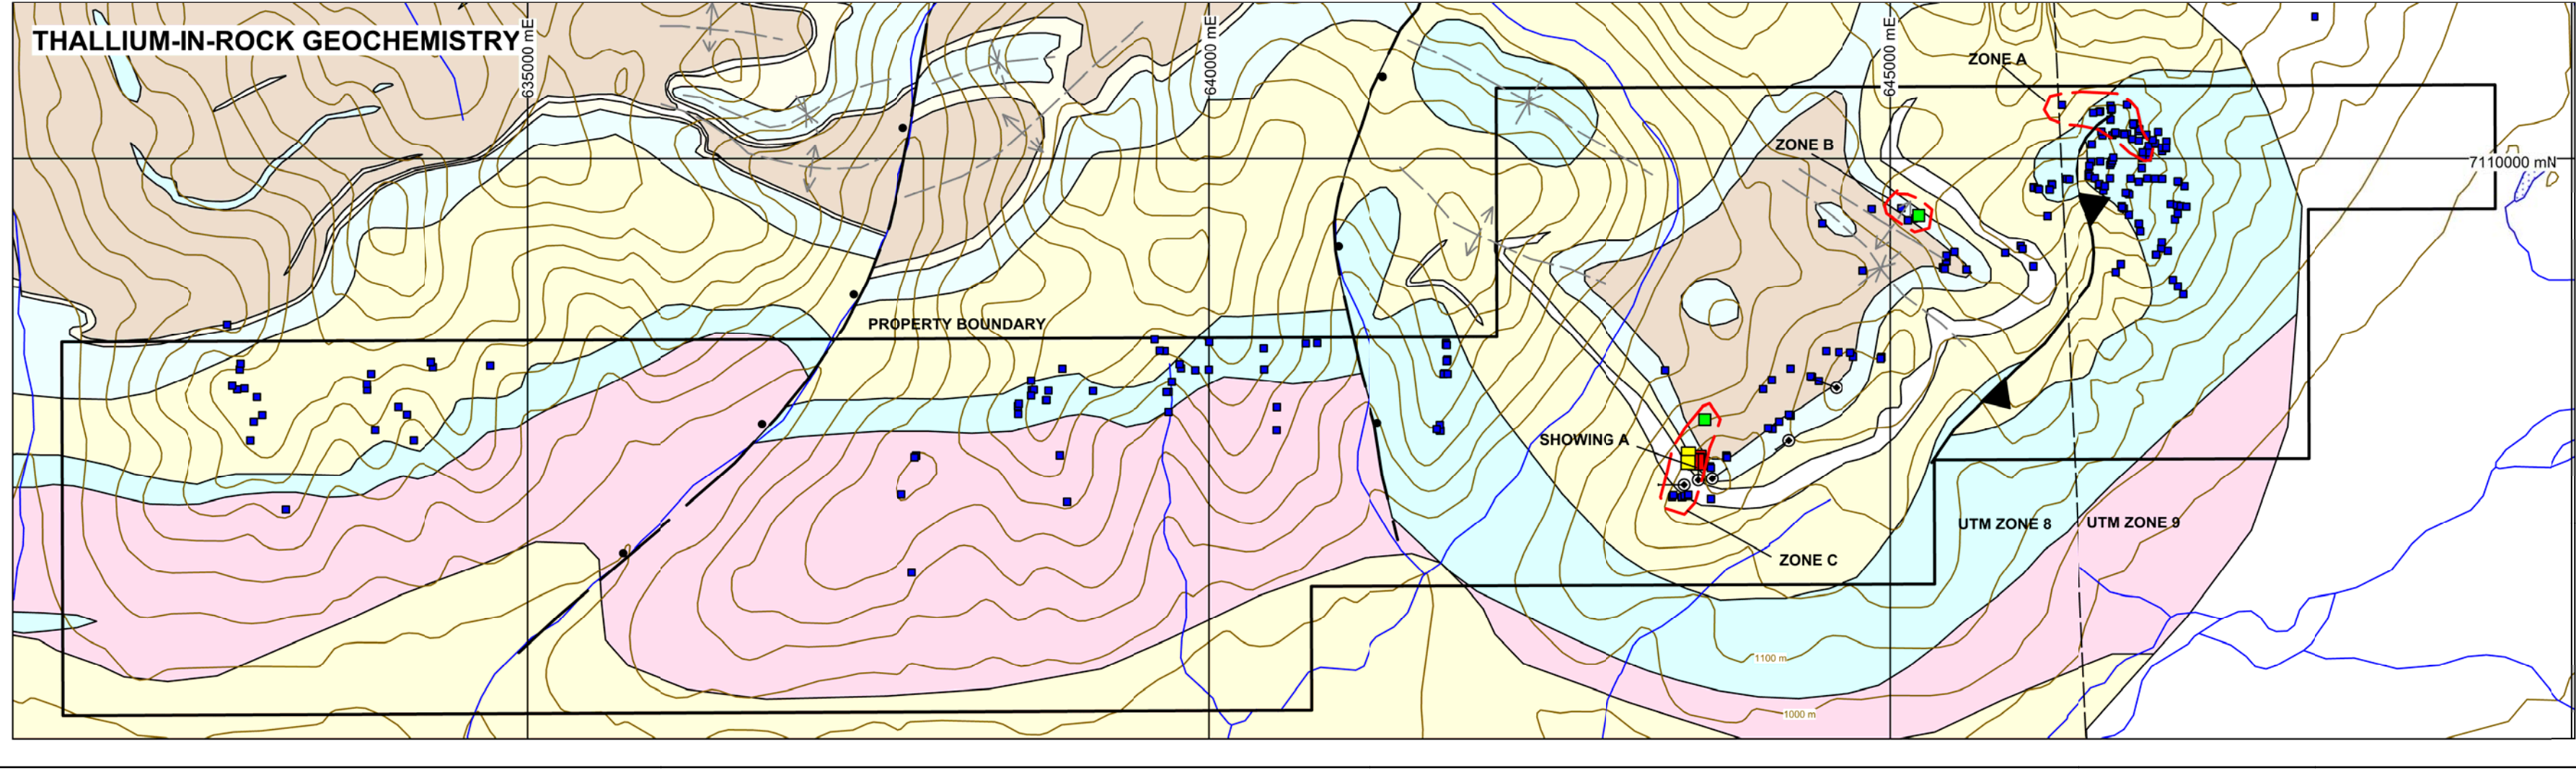 THALLIUM-IN-ROCK GEOCHEMISTRY
635000 mE
640000 mE
645000 mE
ZONE A
ZONE B
7110000 mN
PROPERTY BOUNDARY
SHOWING A
UTM ZONE 8
UTM ZONE 9
ZONE C
1100 m
1000 m